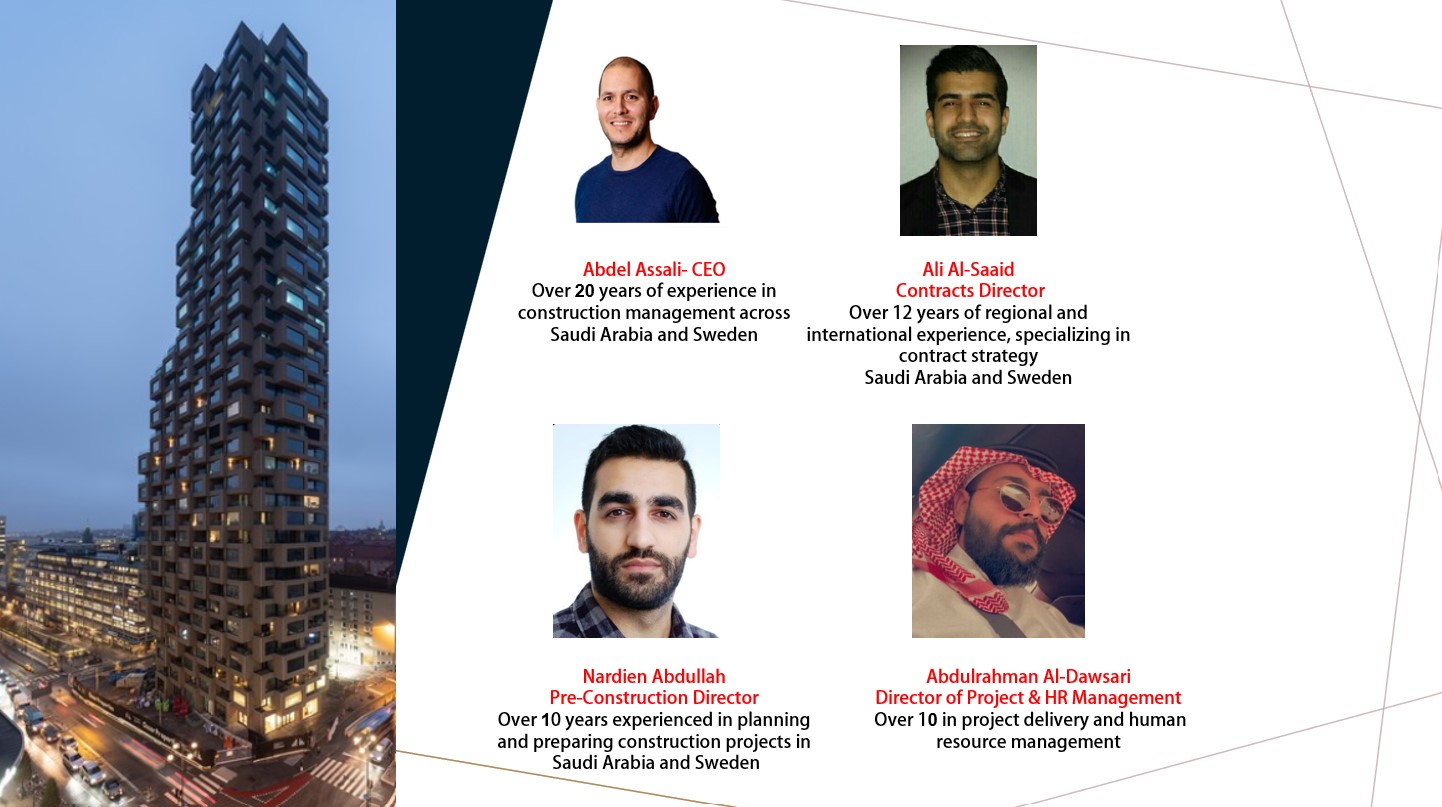 Abdel Assali- CEO
Over 20 years of experience in
construction management across
Saudi Arabia and Sweden
Ali Al-Saaid
Contracts Director
Over 12 years of regional and
international experience, specializing in
contract strategy
Saudi Arabia and Sweden
Nardien Abdullah
Pre-Construction Director
Over 10 years experienced in planning
and preparing construction projects in
Saudi Arabia and Sweden
Abdulrahman Al-Dawsari
Director of Project & HR Management
Over 10 in project delivery and human
resource management